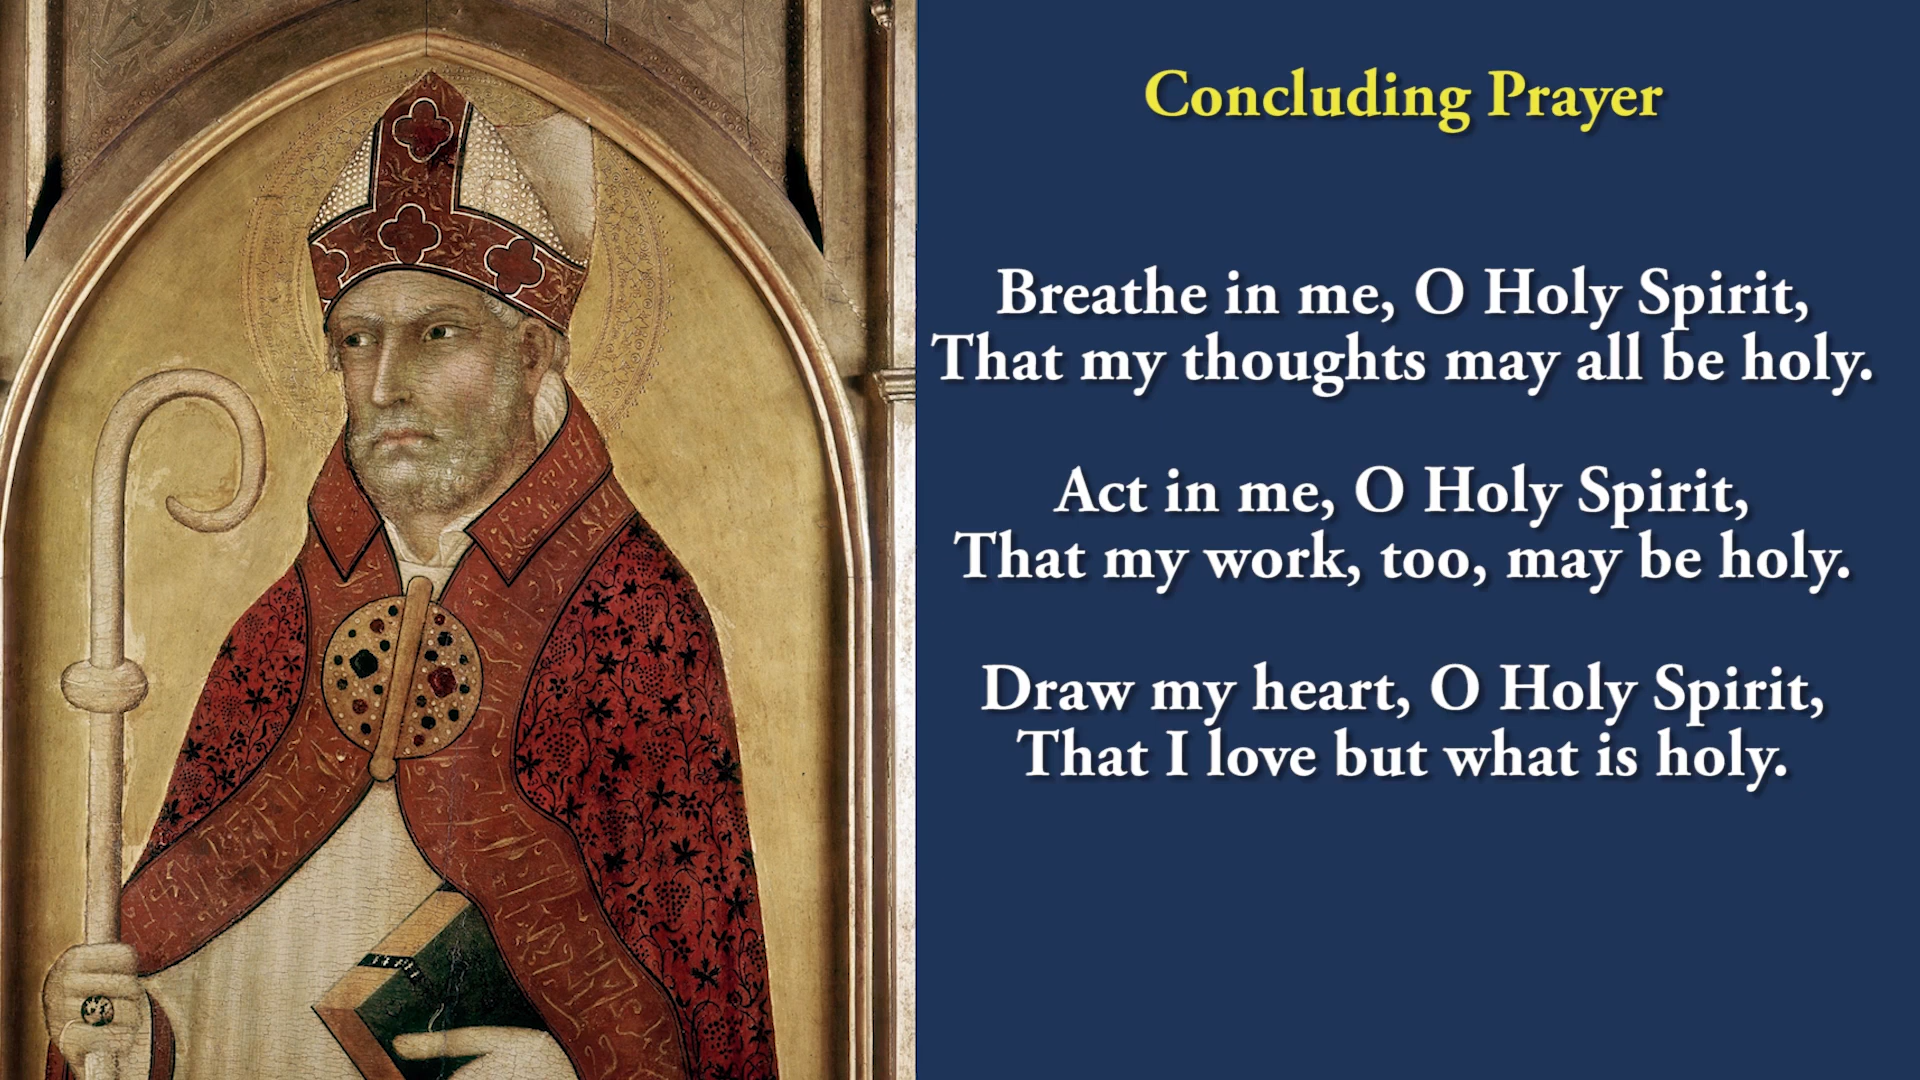 Concluding Prayer
Breathe in me, O Holy Spirit,
That my thoughts may all be holy.
Act in me, O Holy Spirit,
That my work, too, may be holy.
Draw my heart, O Holy Spirit,
That I love but what is holy.